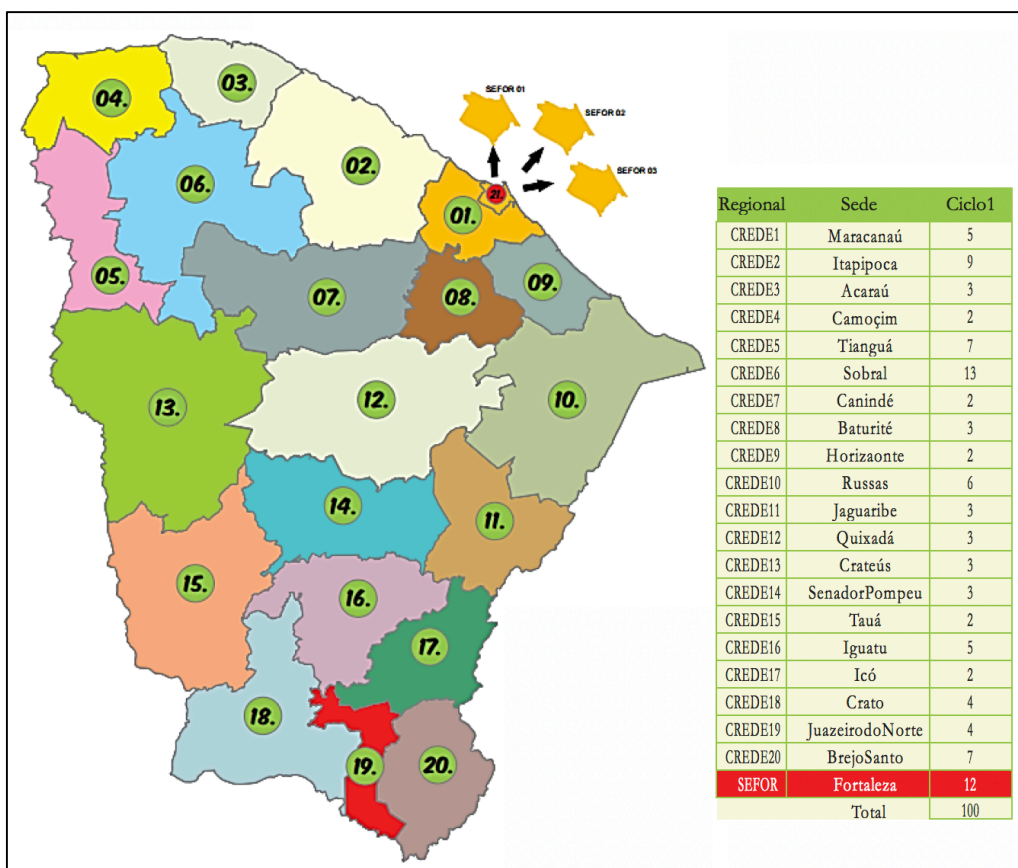 SEFOR 01
SEFOR 02
SEFOR 03
04.
03.
02.
06.
21.
01.
05.
07.
08.
09.
13.
12.
10.
14.
11.
15.
16.
17.
18.
19.
20.
Regional Sede Ciclo1
CREDE1 Maracanaú 5
CREDE2 Itapipoca 9
CREDE3 Acaraú 3
CREDE4 Camoçim 2
CREDE5 Tianguá 7
CREDE6 Sobral 13
CREDE7 Canindé 2
CREDE8 Baturité 3
CREDE9 Horizaonte 2
CREDE10 Russas 6
CREDE11 Jaguaribe 3
CREDE12 Quixadá 3
CREDE13 Crateús 3
CREDE14 SenadorPompeu 3
CREDE15 Tauá 2
CREDE16 Iguatu 5
CREDE17 Icó 2
CREDE18 Crato 4
CREDE19 JuazeirodoNorte 4
CREDE20 BrejoSanto 7
SEFOR Fortaleza 12
Total 100